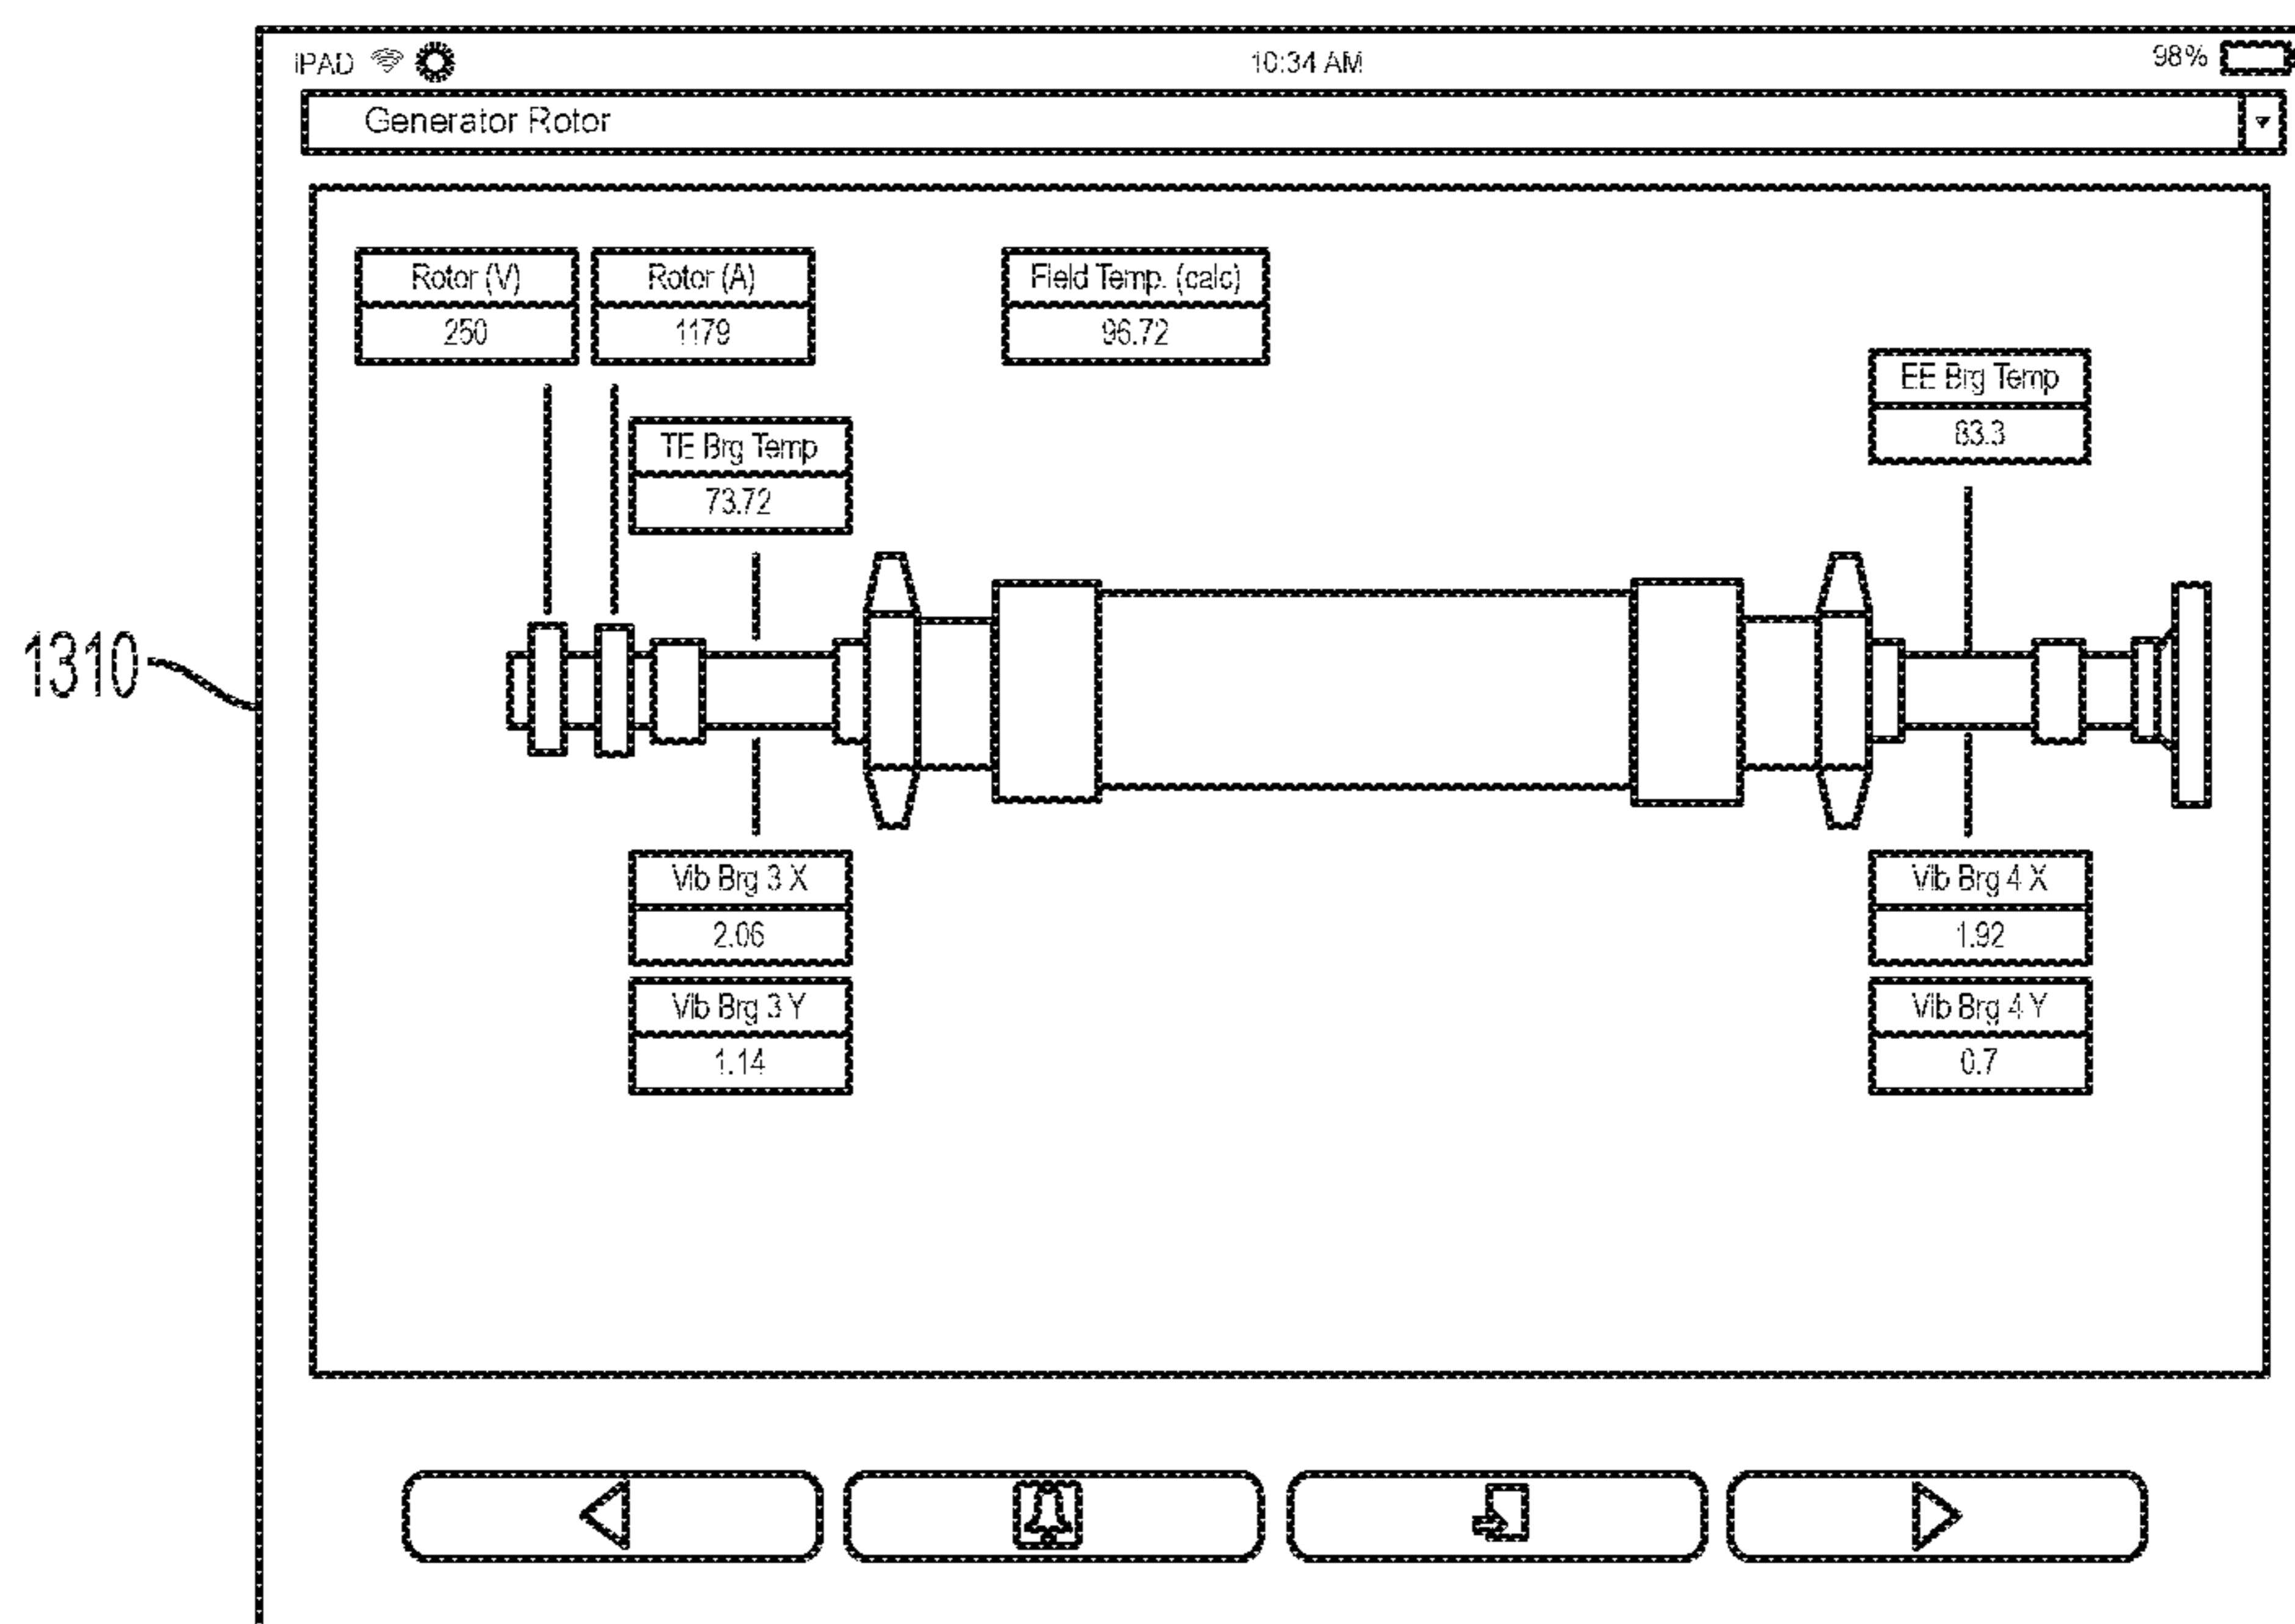 iPAD 10:34 AM 98%
Generator Rotor
Rotor (V) Rotor (A) Field Temp. (calc)
250 1179 96.72
EE Brg Temp
83.3
TE Brg Temp
73.72
1310
Vib Brg 3 X Vib Brg 4 X
2.06 1.92
Vib Brg 3 Y Vib Brg 4 Y
1.14 0.7